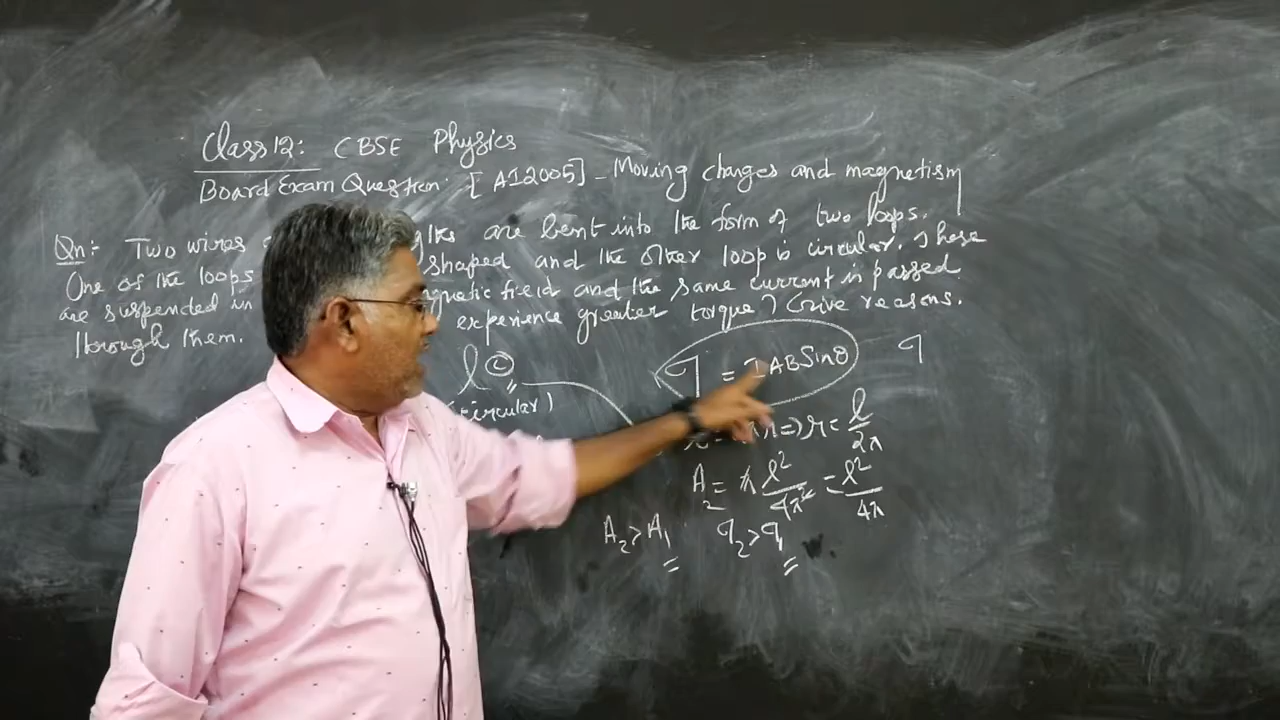 Class 12: CBSE Physics
Board Exam Question: [AI2005] - Moving charges and magnetism
Qn:- Two wires are bent into the form of two loops.
One of the loops shaped and the other loop is circular. These
are suspended in field and the same current is passed
through them. experience greater torque? Give reasons.
l ©
(circular)
τ = IABSinθ
τ
=> r = l/2π
A₂ = π l²/4π² = l²/4π
A₂ > A₁ τ₂ > τ₁